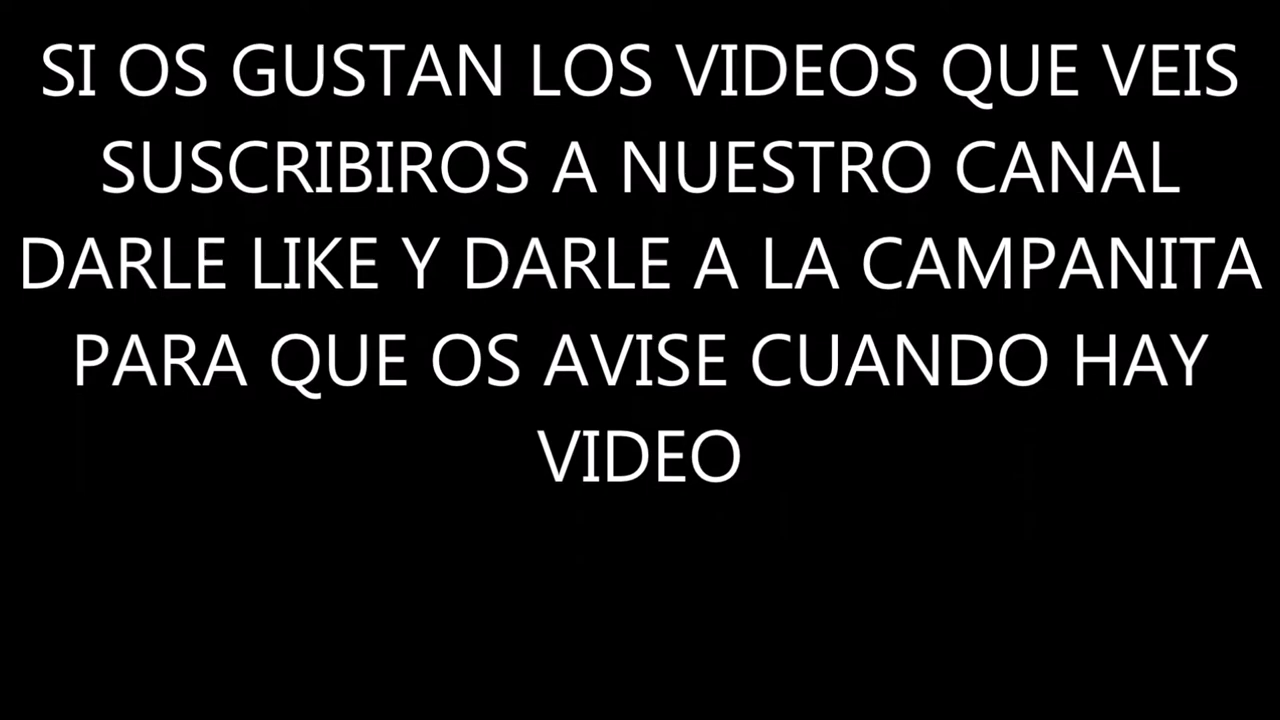 SI OS GUSTAN LOS VIDEOS QUE VEIS
SUSCRIBIROS A NUESTRO CANAL
DARLE LIKE Y DARLE A LA CAMPANITA
PARA QUE OS AVISE CUANDO HAY
VIDEO